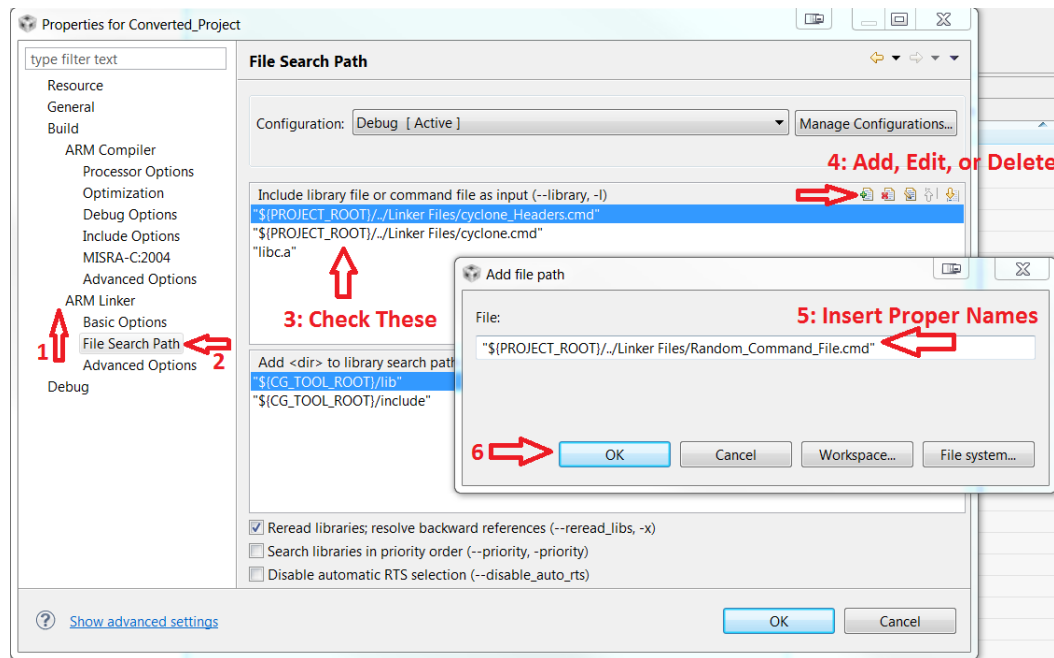 Properties for Converted_Project
type filter text
Resource
General
Build
ARM Compiler
Processor Options
Optimization
Debug Options
Include Options
MISRA-C:2004
Advanced Options
ARM Linker
Basic Options
File Search Path
Advanced Options
Debug
1
2
File Search Path
Configuration: Debug [ Active ]
Manage Configurations...
4: Add, Edit, or Delete
Include library file or command file as input (--library, -l)
"${PROJECT_ROOT}/../Linker Files/cyclone_Headers.cmd"
"${PROJECT_ROOT}/../Linker Files/cyclone.cmd"
"libc.a"
3: Check These
Add <dir> to library search path
"${CG_TOOL_ROOT}/lib"
"${CG_TOOL_ROOT}/include"
Add file path
File:
5: Insert Proper Names
"${PROJECT_ROOT}/../Linker Files/Random_Command_File.cmd"
6
OK
Cancel
Workspace...
File system...
Reread libraries; resolve backward references (--reread_libs, -x)
Search libraries in priority order (--priority, -priority)
Disable automatic RTS selection (--disable_auto_rts)
? Show advanced settings
OK
Cancel